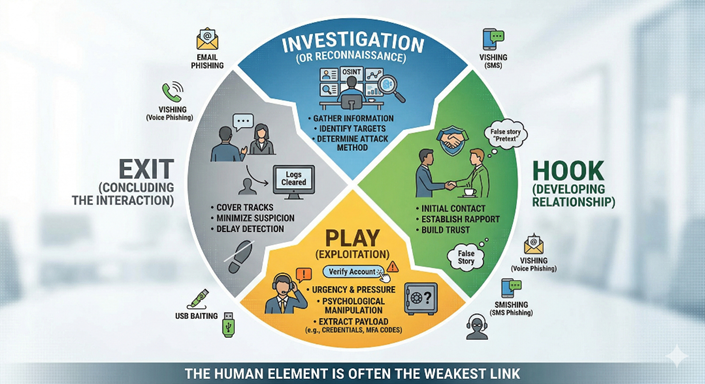 INVESTIGATION
(OR RECONNAISSANCE)
OSINT
• GATHER INFORMATION
• IDENTIFY TARGETS
• DETERMINE ATTACK
METHOD
EMAIL
PHISHING
VISHING
(Voice Phishing)
VISHING
(SMS)
False story
"Pretext"
HOOK
(DEVELOPING
RELATIONSHIP)
• INITIAL CONTACT
• ESTABLISH RAPPORT
• BUILD TRUST
False
Story
VISHING
(Voice Phishing)
SMISHING
(SMS Phishing)
PLAY
(EXPLOITATION)
Verify Account
• URGENCY & PRESSURE
• PSYCHOLOGICAL
MANIPULATION
• EXTRACT PAYLOAD
(e.g., CREDENTIALS, MFA CODES)
?
EXIT
(CONCLUDING
THE INTERACTION)
Logs
Cleared
• COVER TRACKS
• MINIMIZE SUSPICION
• DELAY DETECTION
USB BAITING
THE HUMAN ELEMENT IS OFTEN THE WEAKEST LINK